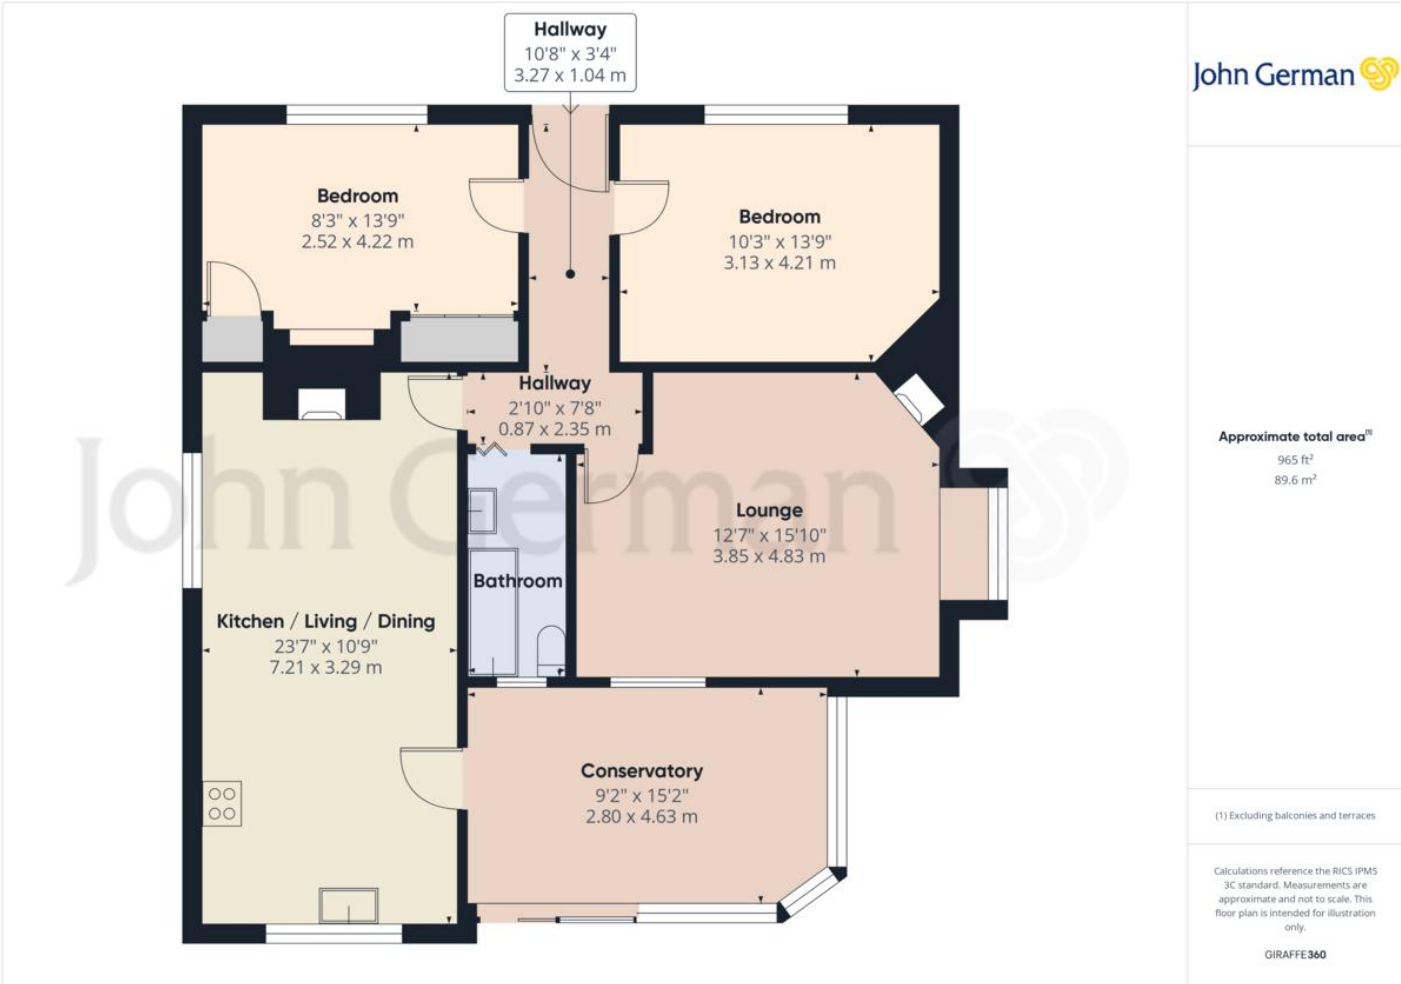 Hallway
10'8" x 3'4"
3.27 x 1.04 m
John German
Bedroom
8'3" x 13'9"
2.52 x 4.22 m
Bedroom
10'3" x 13'9"
3.13 x 4.21 m
Hallway
2'10" x 7'8"
0.87 x 2.35 m
John German
Lounge
12'7" x 15'10"
3.85 x 4.83 m
Bathroom
Kitchen / Living / Dining
23'7" x 10'9"
7.21 x 3.29 m
Conservatory
9'2" x 15'2"
2.80 x 4.63 m
Approximate total area(1)
965 ft²
89.6 m²
(1) Excluding balconies and terraces
Calculations reference the RICS IPMS
3C standard. Measurements are
approximate and not to scale. This
floor plan is intended for illustration
only.
GIRAFFE360